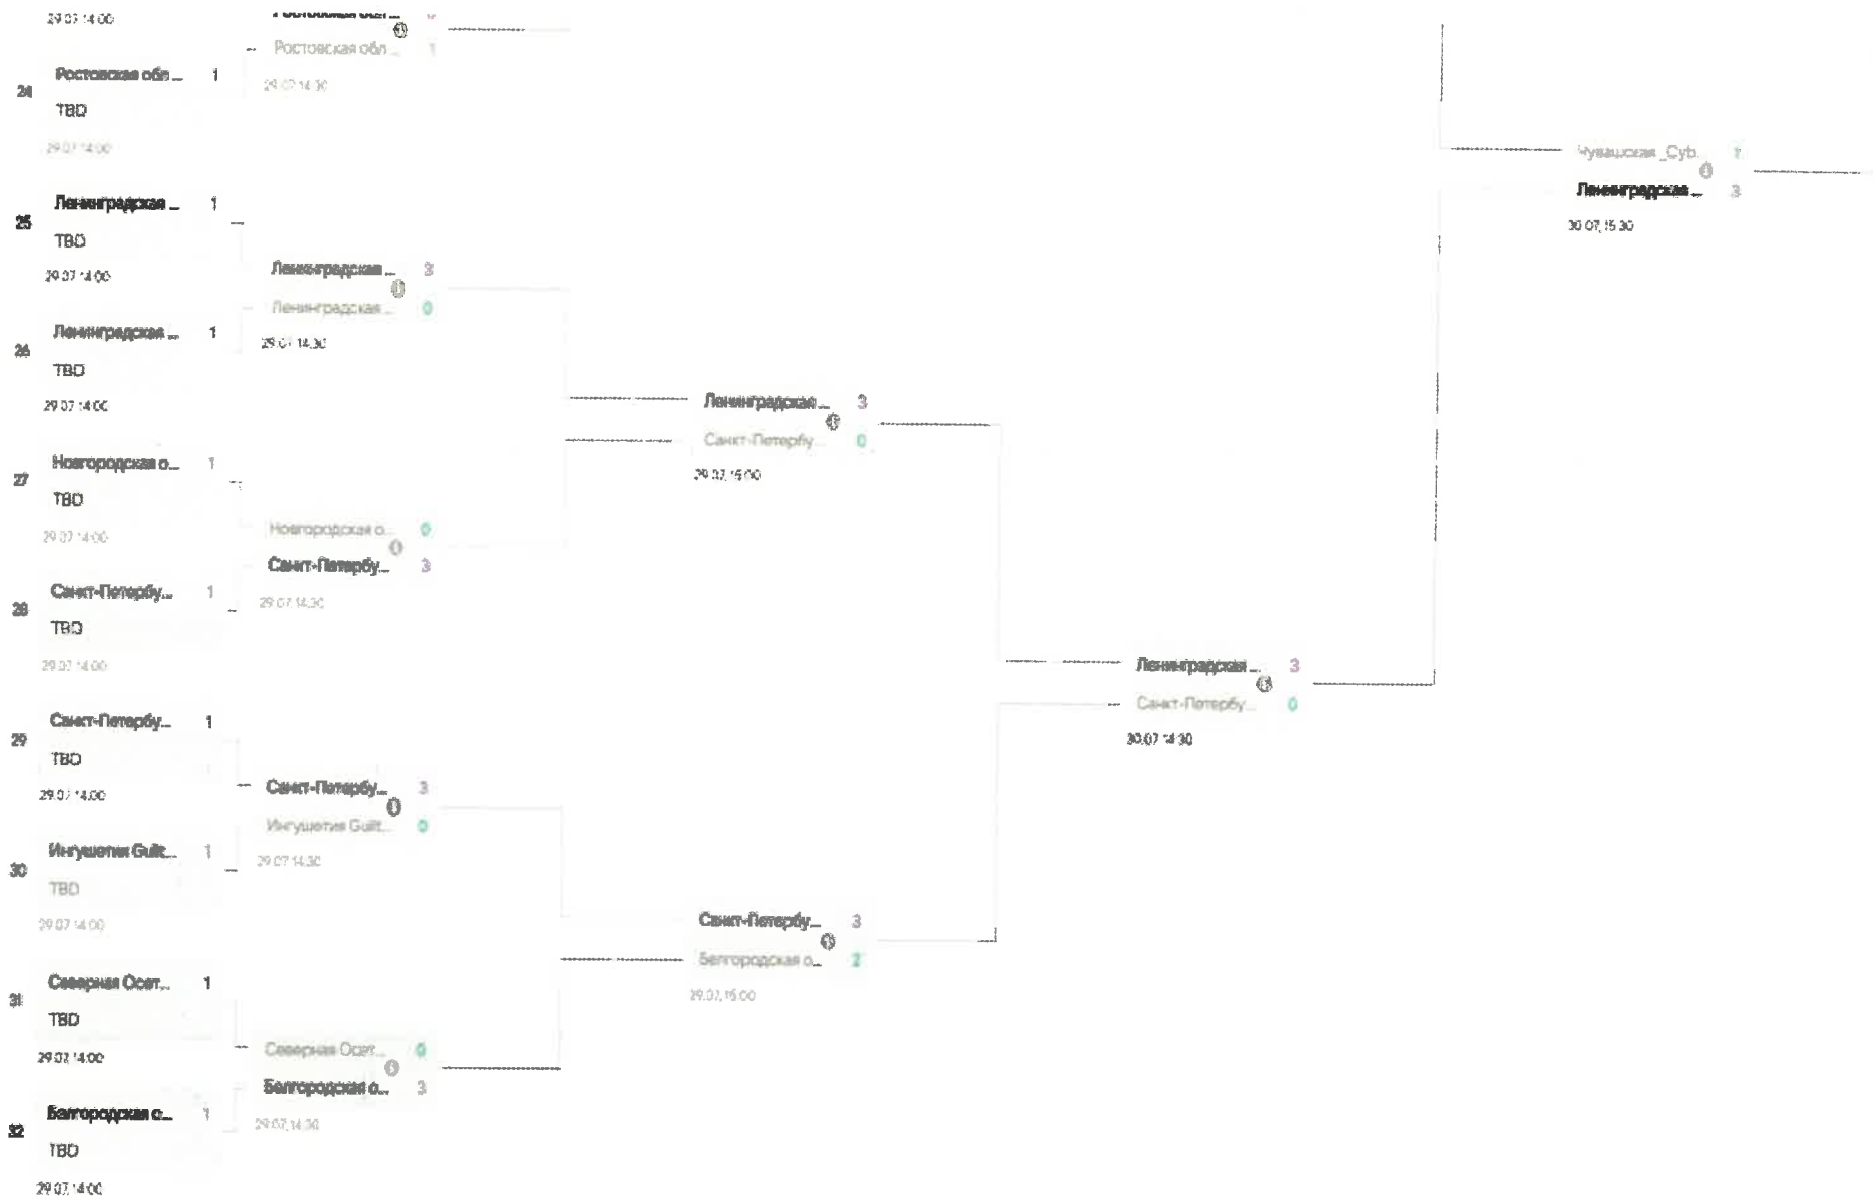 29.07, 14:00
24
Ростовская обл ...
1
TBD
29.07, 14:00
25
Ленинградская ...
1
TBD
29.07, 14:00
26
Ленинградская ...
1
TBD
29.07, 14:00
27
Новгородская о...
1
TBD
29.07, 14:00
28
Санкт-Петербу...
1
TBD
29.07, 14:00
29
Санкт-Петербу...
1
TBD
29.07, 14:00
30
Ингушетия Guilt...
1
TBD
29.07, 14:00
31
Северная Осет...
1
TBD
29.07, 14:00
32
Белгородская о...
1
TBD
29.07, 14:00
Ростовская обл ...
Ростовская обл ...
1
29.07, 14:30
Ленинградская ...
Ленинградская ...
0
29.07, 14:30
Новгородская о...
0
Санкт-Петербу...
3
29.07, 14:30
Санкт-Петербу...
3
Ингушетия Guilt...
0
29.07, 14:30
Северная Осет...
0
Белгородская о...
3
29.07, 14:30
Ленинградская ...
3
Санкт-Петербу...
0
29.07, 15:00
Санкт-Петербу...
3
Белгородская о...
2
29.07, 15:00
Ленинградская ...
3
Санкт-Петербу...
0
30.07, 14:30
Чувашская _Cyb...
Ленинградская ...
3
30.07, 15:30